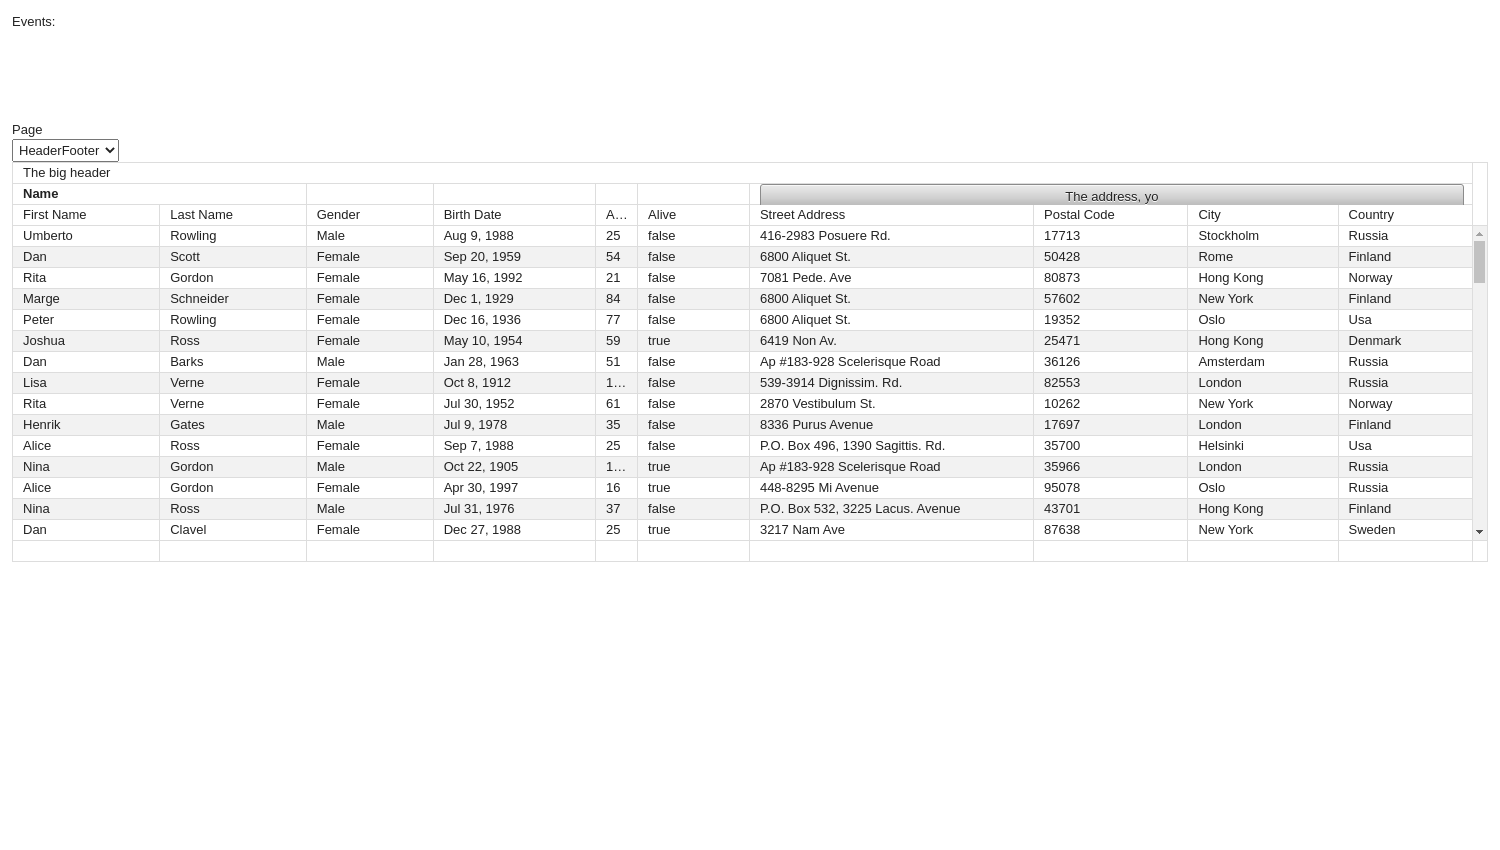 Events:
Page
HeaderFooter
The big header
Name The address, yo
First Name Last Name Gender Birth Date A… Alive Street Address Postal Code City Country
Umberto Rowling Male Aug 9, 1988 25 false 416-2983 Posuere Rd. 17713 Stockholm Russia
Dan Scott Female Sep 20, 1959 54 false 6800 Aliquet St. 50428 Rome Finland
Rita Gordon Female May 16, 1992 21 false 7081 Pede. Ave 80873 Hong Kong Norway
Marge Schneider Female Dec 1, 1929 84 false 6800 Aliquet St. 57602 New York Finland
Peter Rowling Female Dec 16, 1936 77 false 6800 Aliquet St. 19352 Oslo Usa
Joshua Ross Female May 10, 1954 59 true 6419 Non Av. 25471 Hong Kong Denmark
Dan Barks Male Jan 28, 1963 51 false Ap #183-928 Scelerisque Road 36126 Amsterdam Russia
Lisa Verne Female Oct 8, 1912 1… false 539-3914 Dignissim. Rd. 82553 London Russia
Rita Verne Female Jul 30, 1952 61 false 2870 Vestibulum St. 10262 New York Norway
Henrik Gates Male Jul 9, 1978 35 false 8336 Purus Avenue 17697 London Finland
Alice Ross Female Sep 7, 1988 25 false P.O. Box 496, 1390 Sagittis. Rd. 35700 Helsinki Usa
Nina Gordon Male Oct 22, 1905 1… true Ap #183-928 Scelerisque Road 35966 London Russia
Alice Gordon Female Apr 30, 1997 16 true 448-8295 Mi Avenue 95078 Oslo Russia
Nina Ross Male Jul 31, 1976 37 false P.O. Box 532, 3225 Lacus. Avenue 43701 Hong Kong Finland
Dan Clavel Female Dec 27, 1988 25 true 3217 Nam Ave 87638 New York Sweden